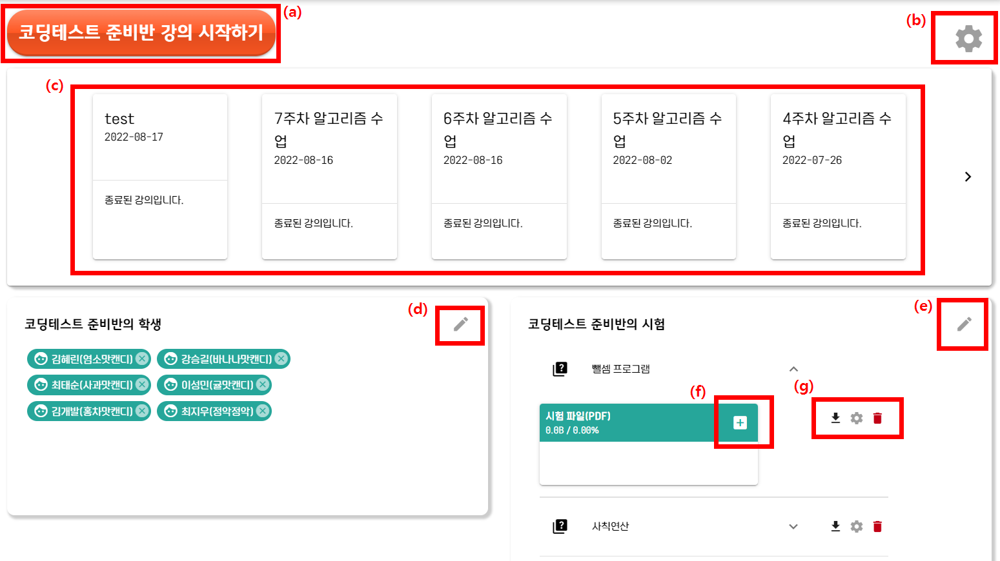 (a)
코딩테스트 준비반 강의 시작하기
(b)
(c)
test
2022-08-17
종료된 강의입니다.
7주차 알고리즘 수
업
2022-08-16
종료된 강의입니다.
6주차 알고리즘 수
업
2022-08-16
종료된 강의입니다.
5주차 알고리즘 수
업
2022-08-02
종료된 강의입니다.
4주차 알고리즘 수
업
2022-07-26
종료된 강의입니다.
코딩테스트 준비반의 학생
(d)
김혜린(염소맛캔디)
강승길(바나나맛캔디)
최태순(사과맛캔디)
이성민(귤맛캔디)
김개발(홍차맛캔디)
최지우(정악정악)
코딩테스트 준비반의 시험
(e)
뺄셈 프로그램
(f)
(g)
시험 파일(PDF)
0.0B / 0.00%
사칙연산